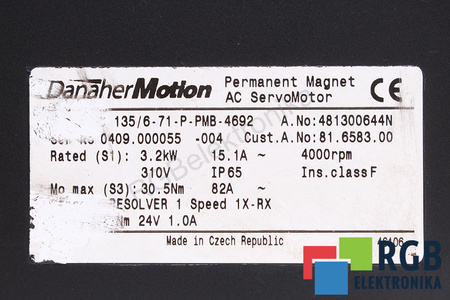 DanaherMotion Permanent Magnet
AC ServoMotor CE
135/6-71-P-PMB-4692 A.No:481300644N
No 0409.000055 -004 Cust.A.No:81.6583.00
Rated (S1): 3.2kW 15.1A ~ 4000rpm
310V IP65 Ins.classF
Mo max (S3): 30.5Nm 82A ~
RESOLVER 1 Speed 1X-RX
24V 1.0A
Made in Czech Republic
RGB
ELEKTRONIKA